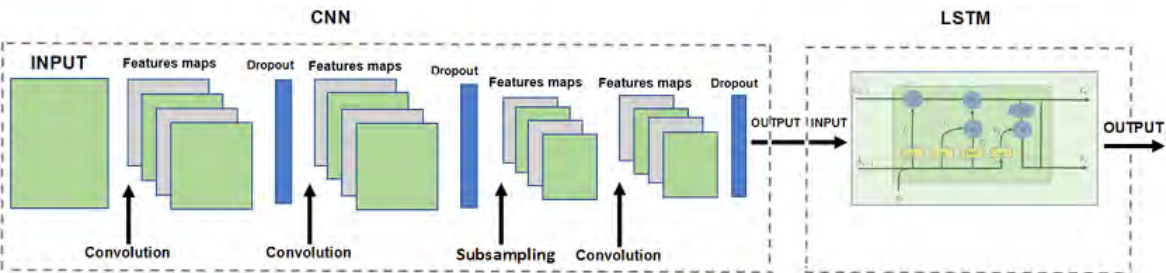 CNN
LSTM
INPUT
Features maps
Dropout
Features maps
Dropout
Features maps
Features maps
Dropout
OUTPUT
INPUT
OUTPUT
Convolution
Convolution
Subsampling
Convolution